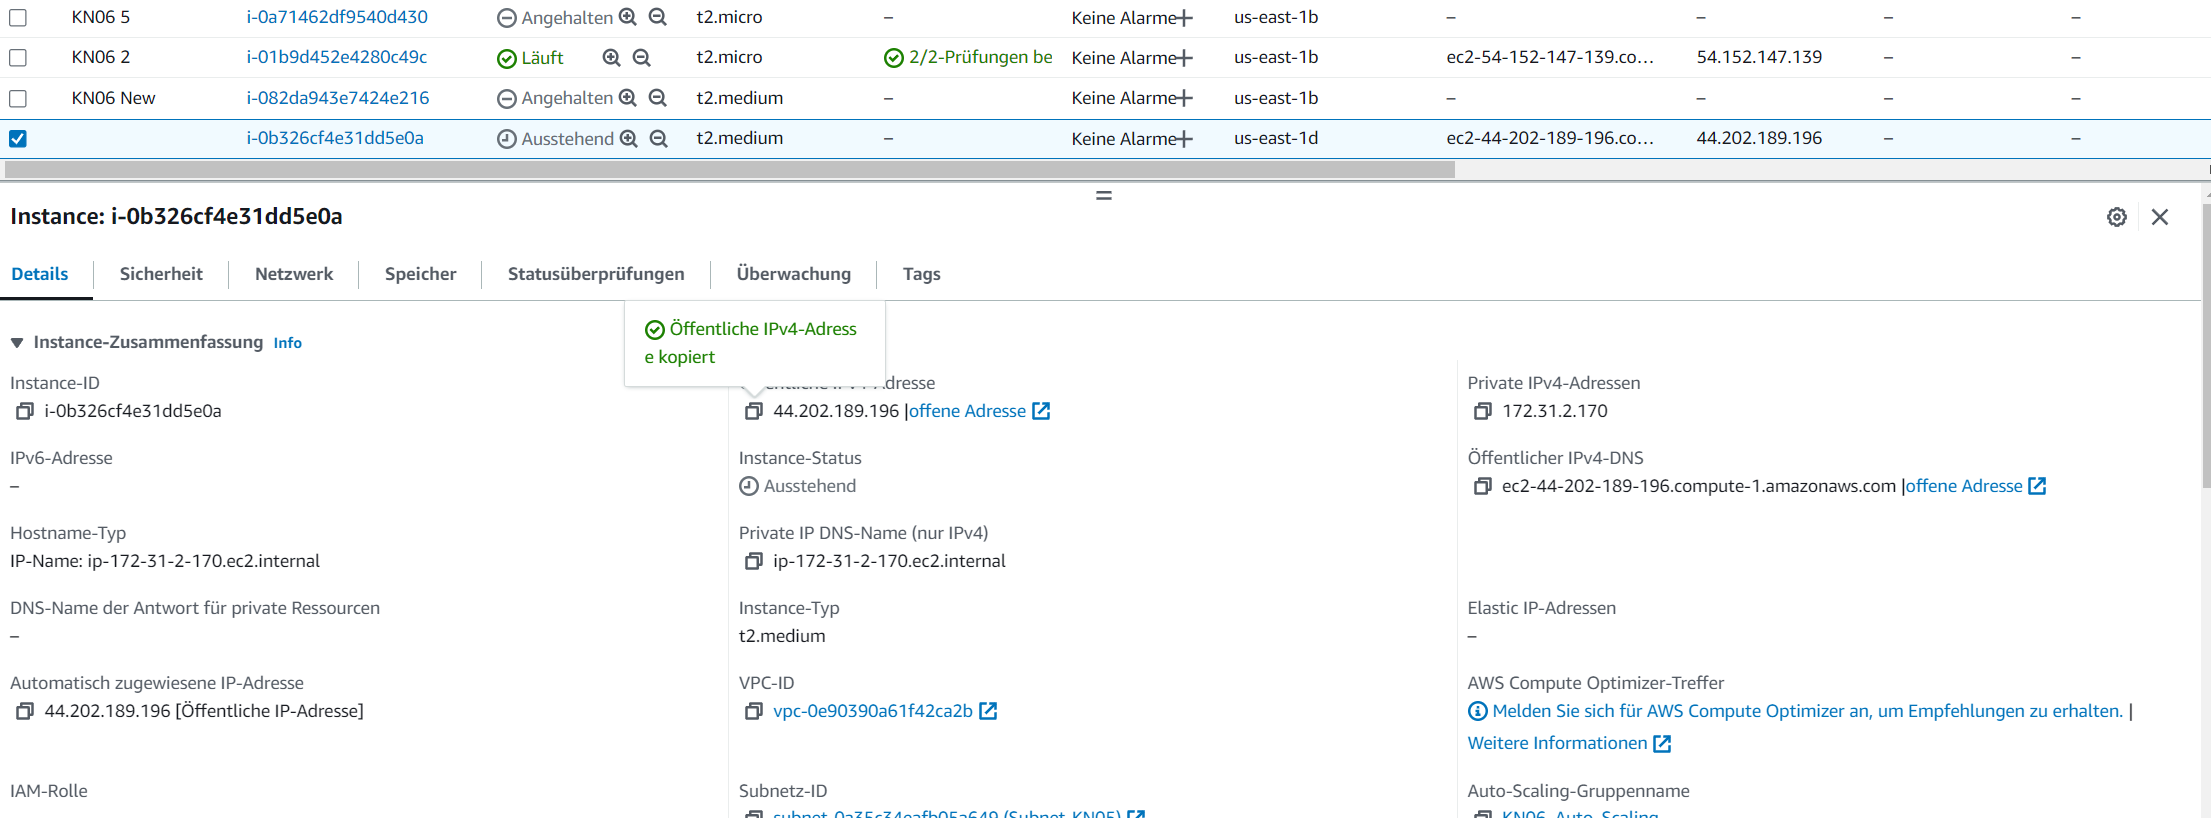 KN06 5 i-0a71462df9540d430 Angehalten t2.micro – Keine Alarme us-east-1b – – – –
KN06 2 i-01b9d452e4280c49c Läuft t2.micro 2/2-Prüfungen be Keine Alarme us-east-1b ec2-54-152-147-139.co... 54.152.147.139 – –
KN06 New i-082da943e7424e216 Angehalten t2.medium – Keine Alarme us-east-1b – – – –
i-0b326cf4e31dd5e0a Ausstehend t2.medium – Keine Alarme us-east-1d ec2-44-202-189-196.co... 44.202.189.196 – –
Instance: i-0b326cf4e31dd5e0a
Details Sicherheit Netzwerk Speicher Statusüberprüfungen Überwachung Tags
Öffentliche IPv4-Adress
e kopiert
Instance-Zusammenfassung Info
Instance-ID
i-0b326cf4e31dd5e0a
Öffentliche IPv4-Adresse
44.202.189.196 |offene Adresse
Private IPv4-Adressen
172.31.2.170
IPv6-Adresse
–
Instance-Status
Ausstehend
Öffentlicher IPv4-DNS
ec2-44-202-189-196.compute-1.amazonaws.com |offene Adresse
Hostname-Typ
IP-Name: ip-172-31-2-170.ec2.internal
Private IP DNS-Name (nur IPv4)
ip-172-31-2-170.ec2.internal
DNS-Name der Antwort für private Ressourcen
–
Instance-Typ
t2.medium
Elastic IP-Adressen
–
Automatisch zugewiesene IP-Adresse
44.202.189.196 [Öffentliche IP-Adresse]
VPC-ID
vpc-0e90390a61f42ca2b
AWS Compute Optimizer-Treffer
Melden Sie sich für AWS Compute Optimizer an, um Empfehlungen zu erhalten. |
Weitere Informationen
IAM-Rolle
Subnetz-ID
subnet-0a35c34eafb05a649 (Subnet-KN05)
Auto-Scaling-Gruppenname
KN06-Auto-Scaling